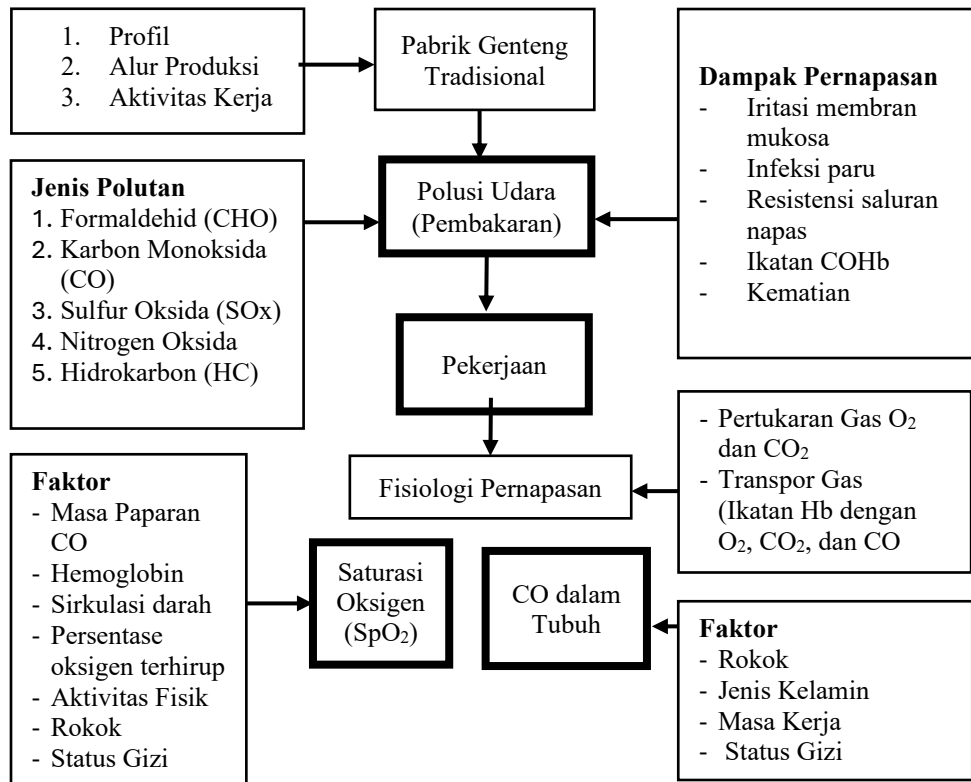 1. Profil
2. Alur Produksi
3. Aktivitas Kerja
Pabrik Genteng
Tradisional
Dampak Pernapasan
- Iritasi membran
mukosa
- Infeksi paru
- Resistensi saluran
napas
- Ikatan COHb
- Kematian
Jenis Polutan
1. Formaldehid (CHO)
2. Karbon Monoksida
(CO)
3. Sulfur Oksida (SOx)
4. Nitrogen Oksida
5. Hidrokarbon (HC)
Polusi Udara
(Pembakaran)
Pekerjaan
Fisiologi Pernapasan
- Pertukaran Gas O₂
dan CO₂
- Transpor Gas
(Ikatan Hb dengan
O₂, CO₂, dan CO
Faktor
- Masa Paparan
CO
- Hemoglobin
- Sirkulasi darah
- Persentase
oksigen terhirup
- Aktivitas Fisik
- Rokok
- Status Gizi
Saturasi
Oksigen
(SpO₂)
CO dalam
Tubuh
Faktor
- Rokok
- Jenis Kelamin
- Masa Kerja
- Status Gizi